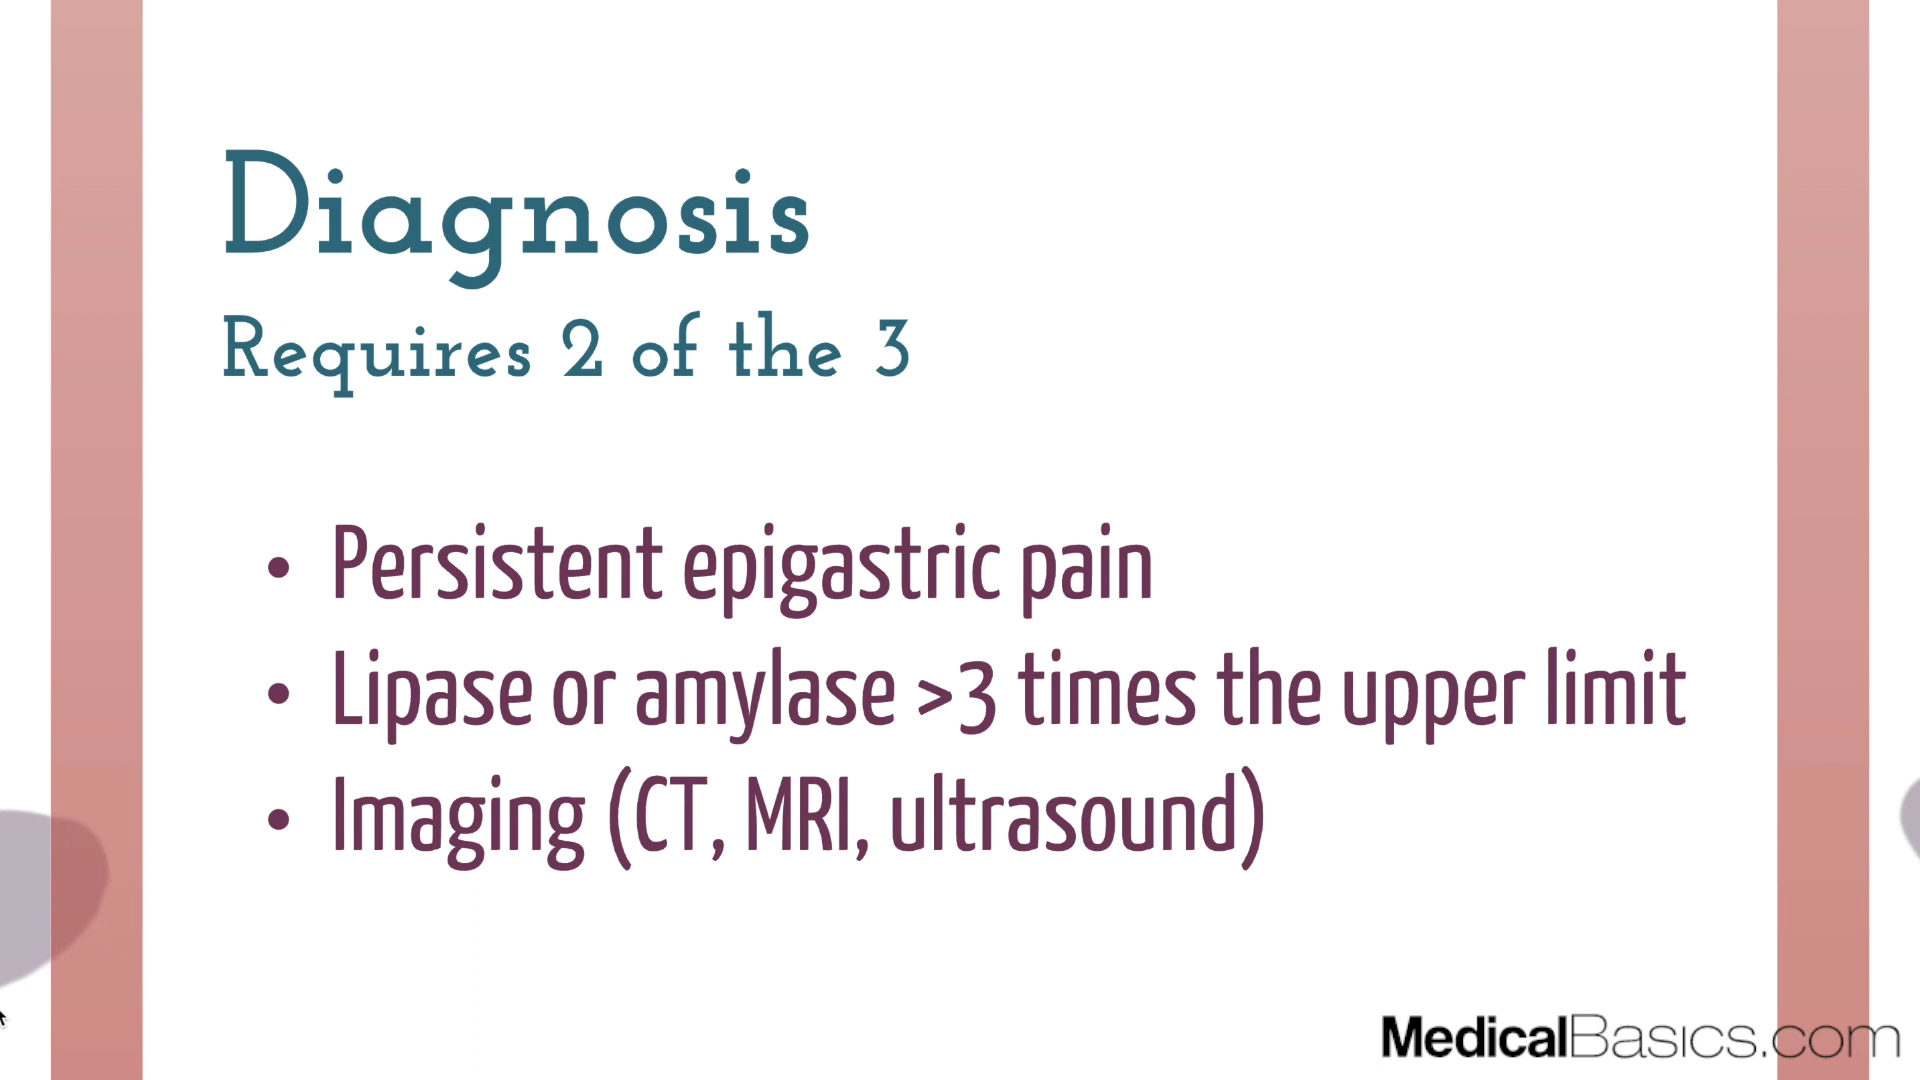 Diagnosis
Requires 2 of the 3
• Persistent epigastric pain
• Lipase or amylase >3 times the upper limit
• Imaging (CT, MRI, ultrasound)
MedicalBasics.com